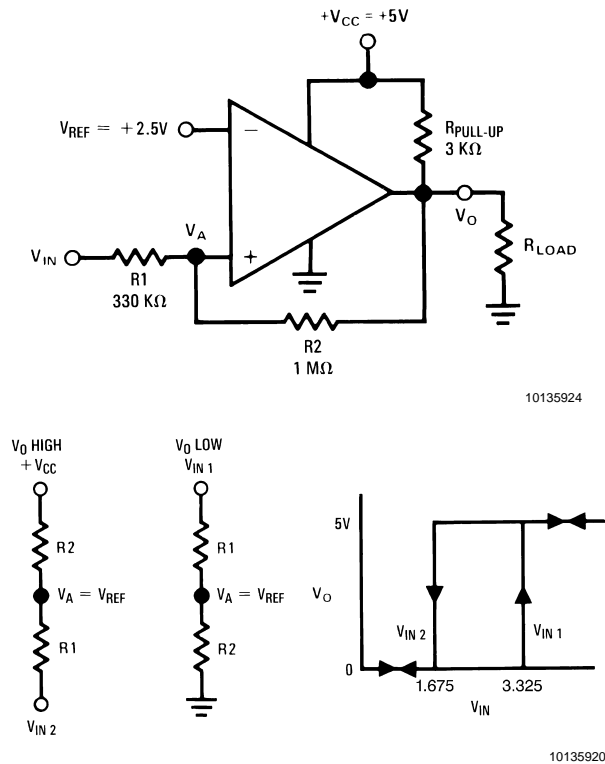 +VCC = +5V
VREF = +2.5V
−
RPULL-UP
3 KΩ
VA
VO
VIN
+
RLOAD
R1
330 KΩ
R2
1 MΩ
10135924
VO HIGH
+ VCC
VO LOW
VIN 1
R2
R1
5V
VA = VREF
VA = VREF
VO
R1
R2
VIN 2
VIN 1
0
1.675
3.325
VIN 2
VIN
10135920